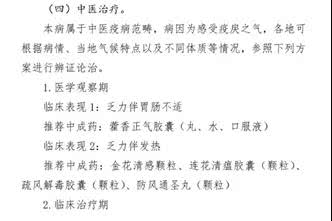 （四）中医治疗。
本病属于中医疫病范畴，病因为感受疫戾之气，各地可
根据病情、当地气候特点以及不同体质等情况，参照下列方
案进行辨证论治。
1.医学观察期
临床表现 1：乏力伴胃肠不适
推荐中成药：藿香正气胶囊（丸、水、口服液）
临床表现 2：乏力伴发热
推荐中成药：金花清感颗粒、连花清瘟胶囊（颗粒）、
疏风解毒胶囊（颗粒）、防风通圣丸（颗粒）
2.临床治疗期